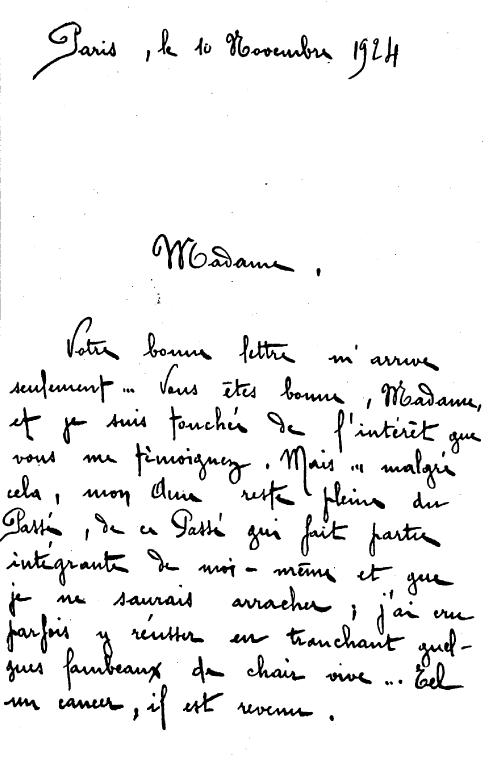 Paris, le 10 Novembre 1924
Madame,
Votre bonne lettre m'arrive
seulement... Vous êtes bonne, Madame,
et je suis touchée de l'intérêt que
vous me témoignez. Mais... malgré
cela, mon âme reste pleine du
Passé, de ce Passé qui fait partie
intégrante de moi-même et que
je ne saurais arracher; j'ai cru
parfois y réussir en tranchant quel-
ques lambeaux de chair vive... Tel
un cancer, il est revenu.